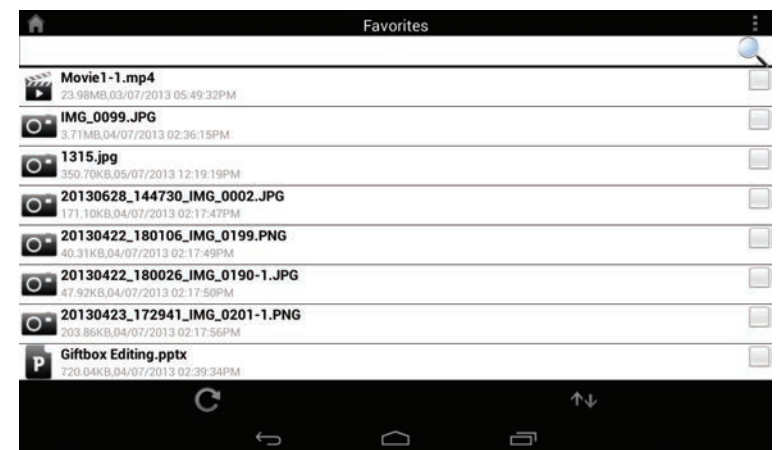 Favorites
Movie1-1.mp4
23.98MB,03/07/2013 05:49:32PM
IMG_0099.JPG
3.71MB,04/07/2013 02:36:15PM
1315.jpg
350.70KB,05/07/2013 12:19:19PM
20130628_144730_IMG_0002.JPG
171.10KB,04/07/2013 02:17:47PM
20130422_180106_IMG_0199.PNG
40.31KB,04/07/2013 02:17:49PM
20130422_180026_IMG_0190-1.JPG
47.92KB,04/07/2013 02:17:50PM
20130423_172941_IMG_0201-1.PNG
203.86KB,04/07/2013 02:17:56PM
P
Giftbox Editing.pptx
720.04KB,04/07/2013 02:39:34PM